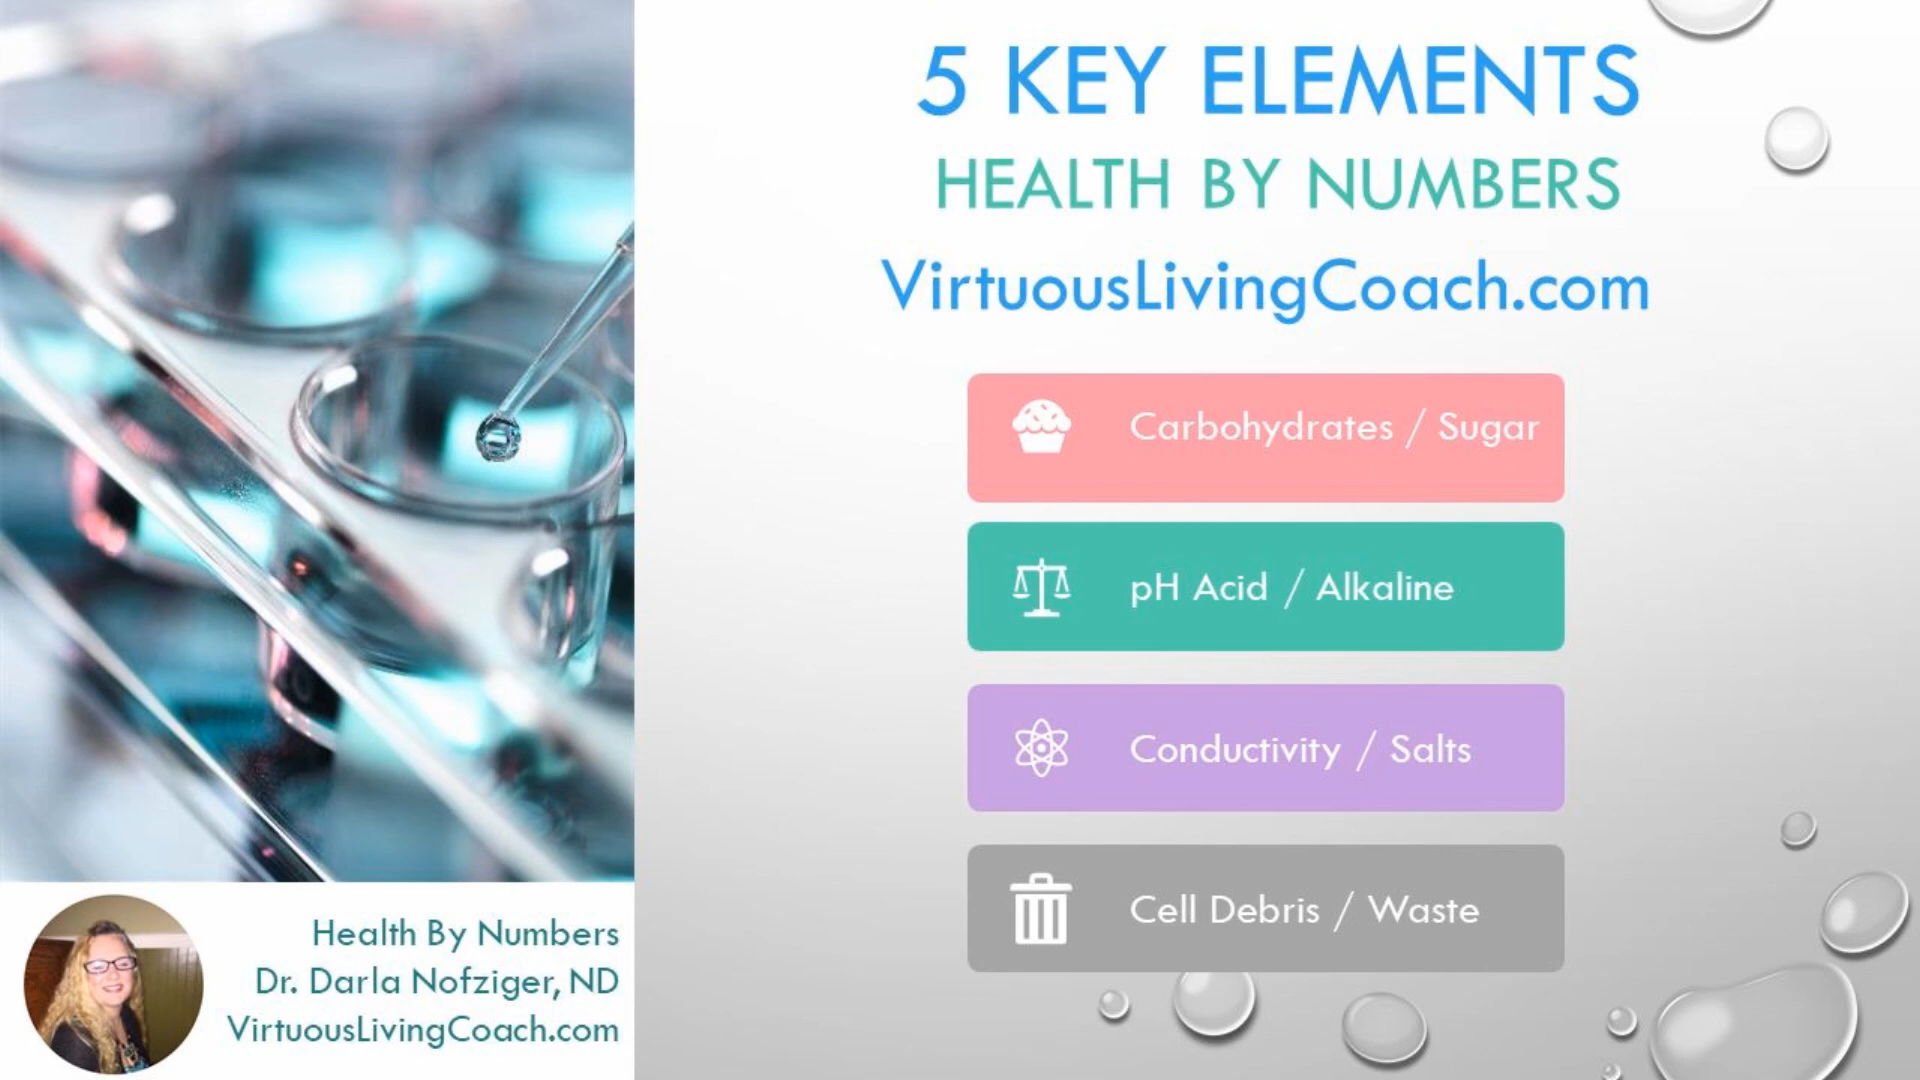 5 KEY ELEMENTS
HEALTH BY NUMBERS
VirtuousLivingCoach.com
Carbohydrates / Sugar
pH Acid / Alkaline
Conductivity / Salts
Cell Debris / Waste
Health By Numbers
Dr. Darla Nofziger, ND
VirtuousLivingCoach.com